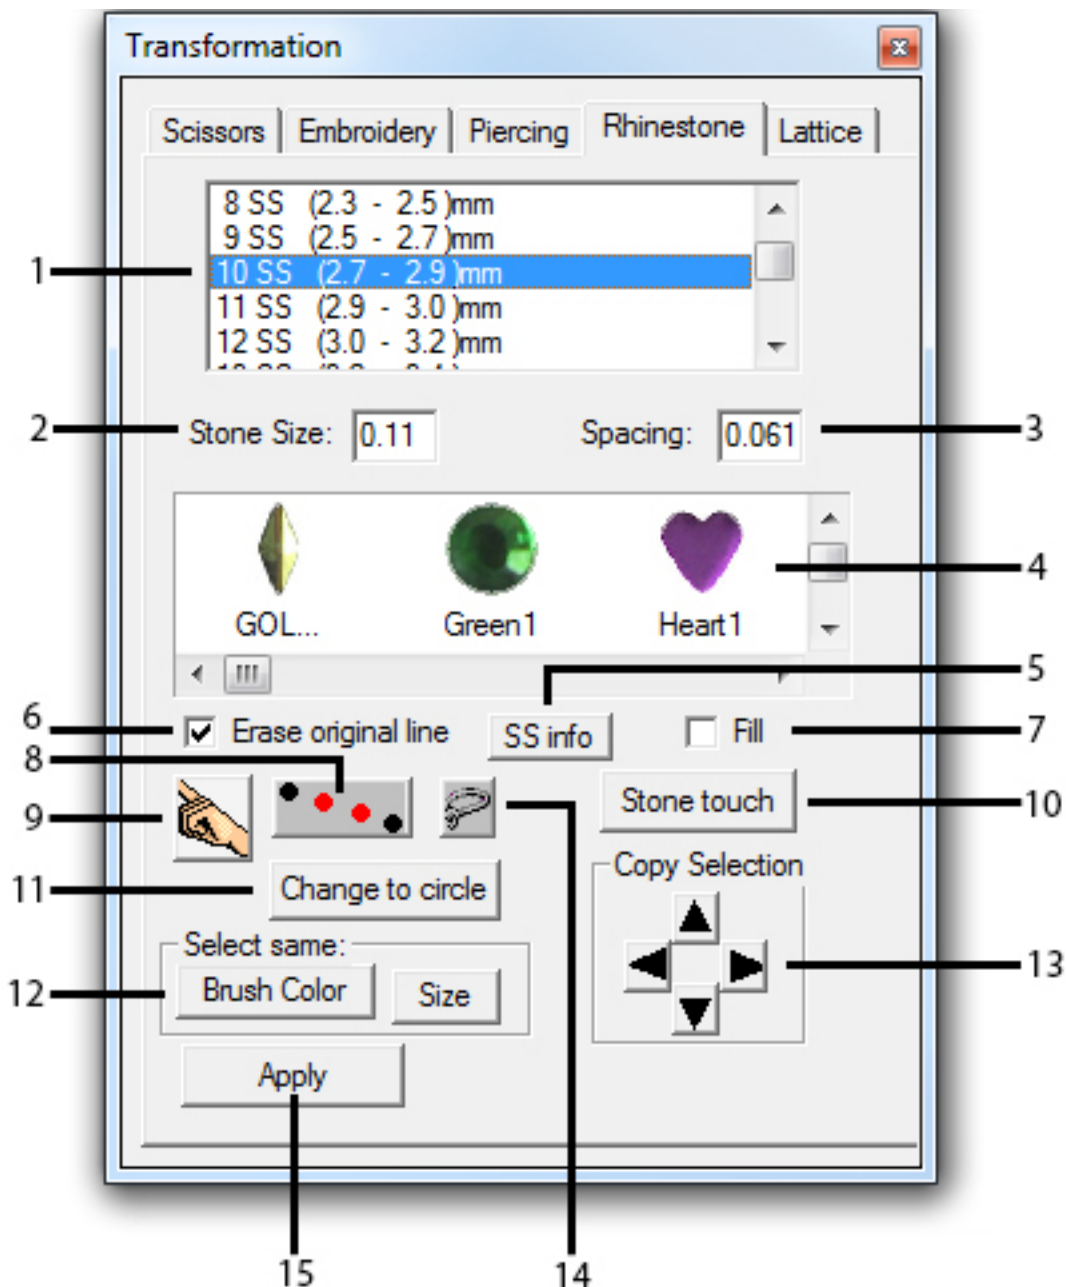 Transformation
Scissors Embroidery Piercing Rhinestone Lattice
8 SS (2.3 - 2.5 )mm
9 SS (2.5 - 2.7 )mm
1 10 SS (2.7 - 2.9 )mm
11 SS (2.9 - 3.0 )mm
12 SS (3.0 - 3.2 )mm
2 Stone Size: 0.11 Spacing: 0.061 3
4
GOL... Green1 Heart1
5
6 Erase original line SS info Fill 7
8
9 Stone touch 10
11 Change to circle Copy Selection
Select same:
12 Brush Color Size 13
Apply
15 14